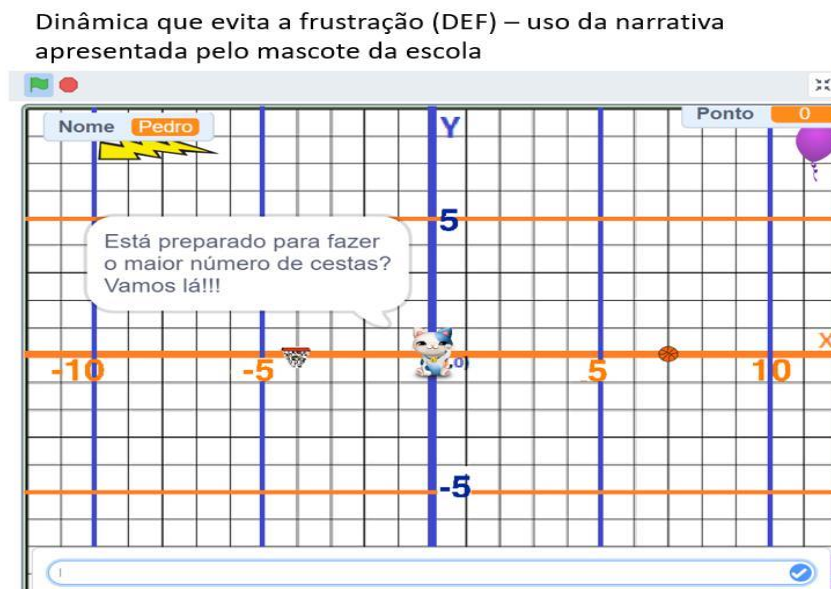 Dinâmica que evita a frustração (DEF) – uso da narrativa
apresentada pelo mascote da escola
Nome Pedro
Ponto 0
Y
5
Está preparado para fazer
o maior número de cestas?
Vamos lá!!!
X
,0)
-10 -5 5 10
-5